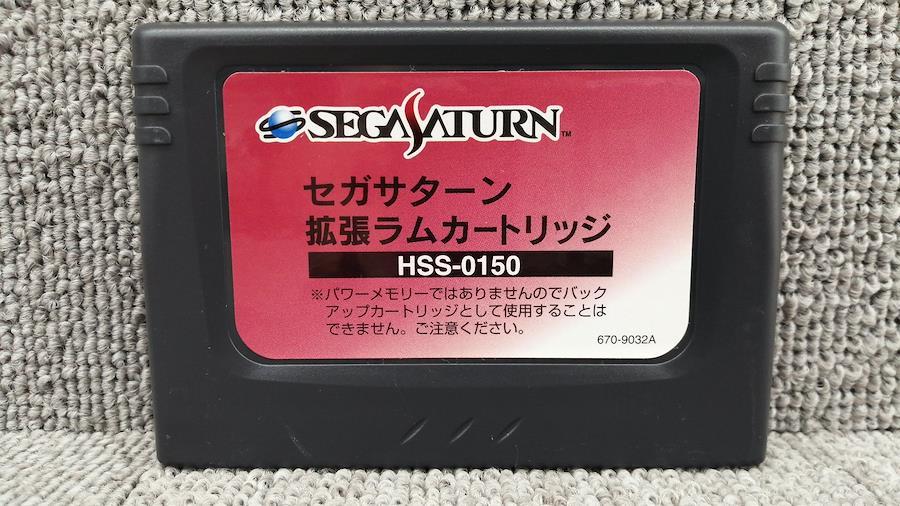 SEGA SATURN™
セガサターン
拡張ラムカートリッジ
HSS-0150
※パワーメモリーではありませんのでバック
アップカートリッジとして使用することは
できません。ご注意ください。
670-9032A